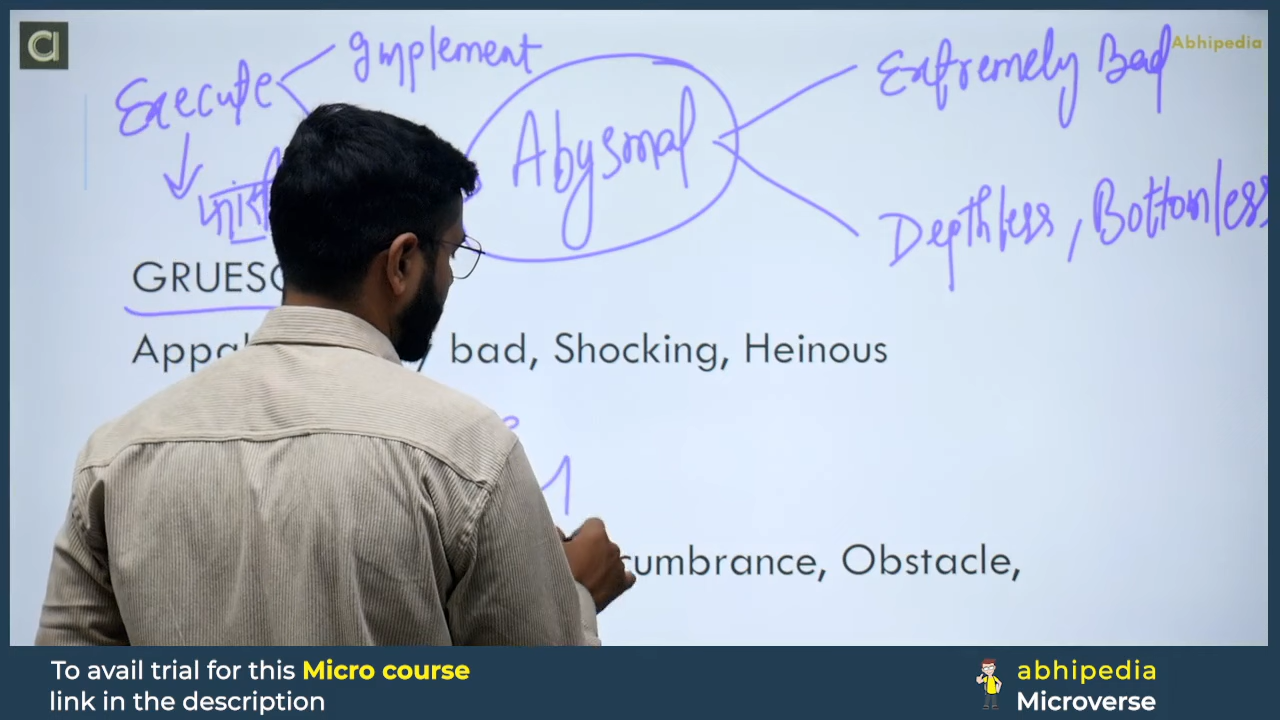 Abhipedia
Implement
Execute
Abysmal
Extremely Bad
Depthless, Bottomless
GRUESO
Appal bad, Shocking, Heinous
cumbrance, Obstacle,
To avail trial for this Micro course
link in the description
abhipedia
Microverse